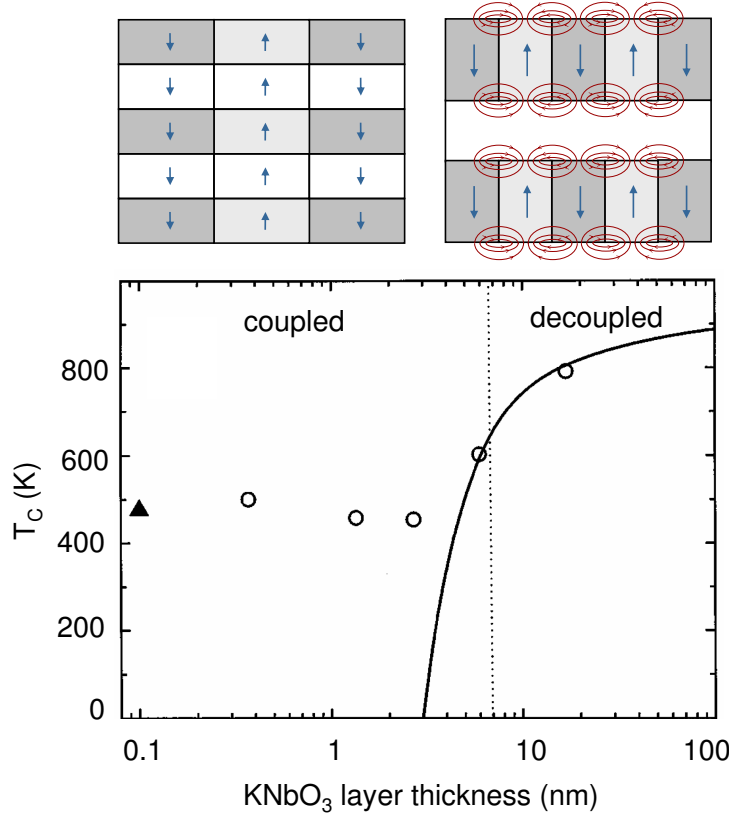 coupled
decoupled
800
600
400
200
0
T_C (K)
0.1
1
10
100
KNbO₃ layer thickness (nm)